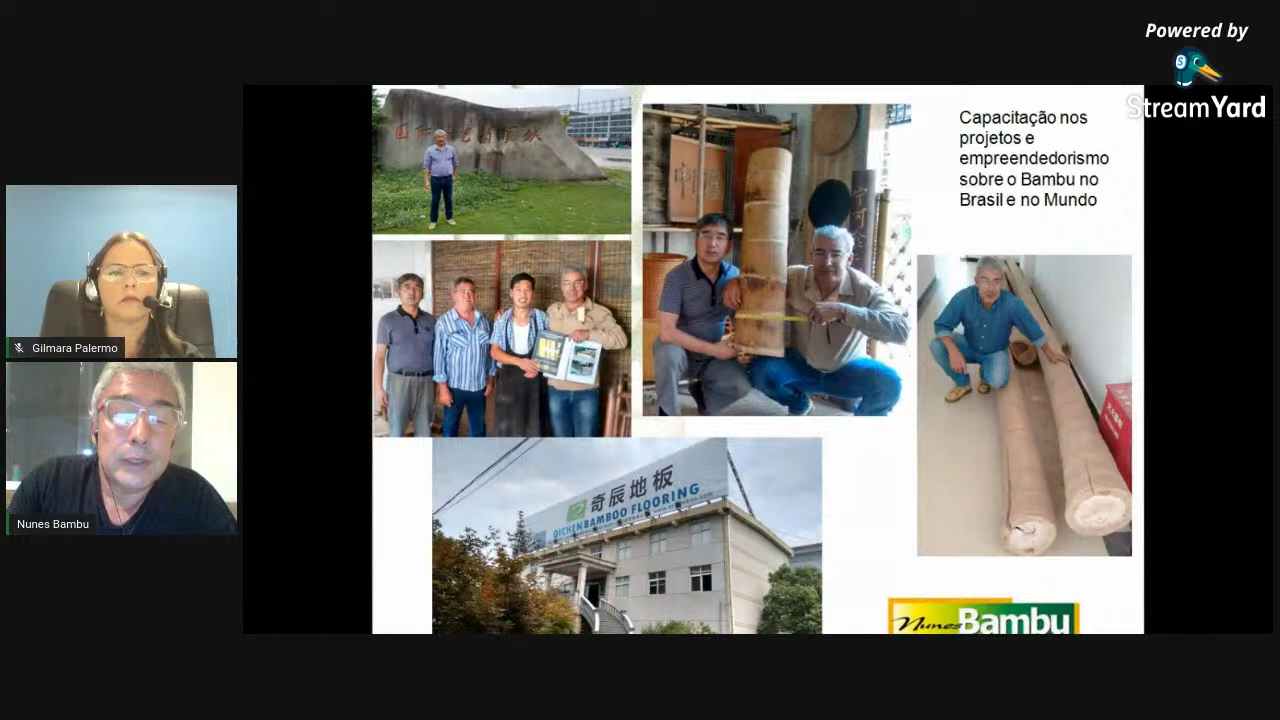 Powered by
StreamYard
Capacitação nos
projetos e
empreendedorismo
sobre o Bambu no
Brasil e no Mundo
奇辰地板
QICHEN BAMBOO FLOORING
Gilmara Palermo
Nunes Bambu
Nunes Bambu